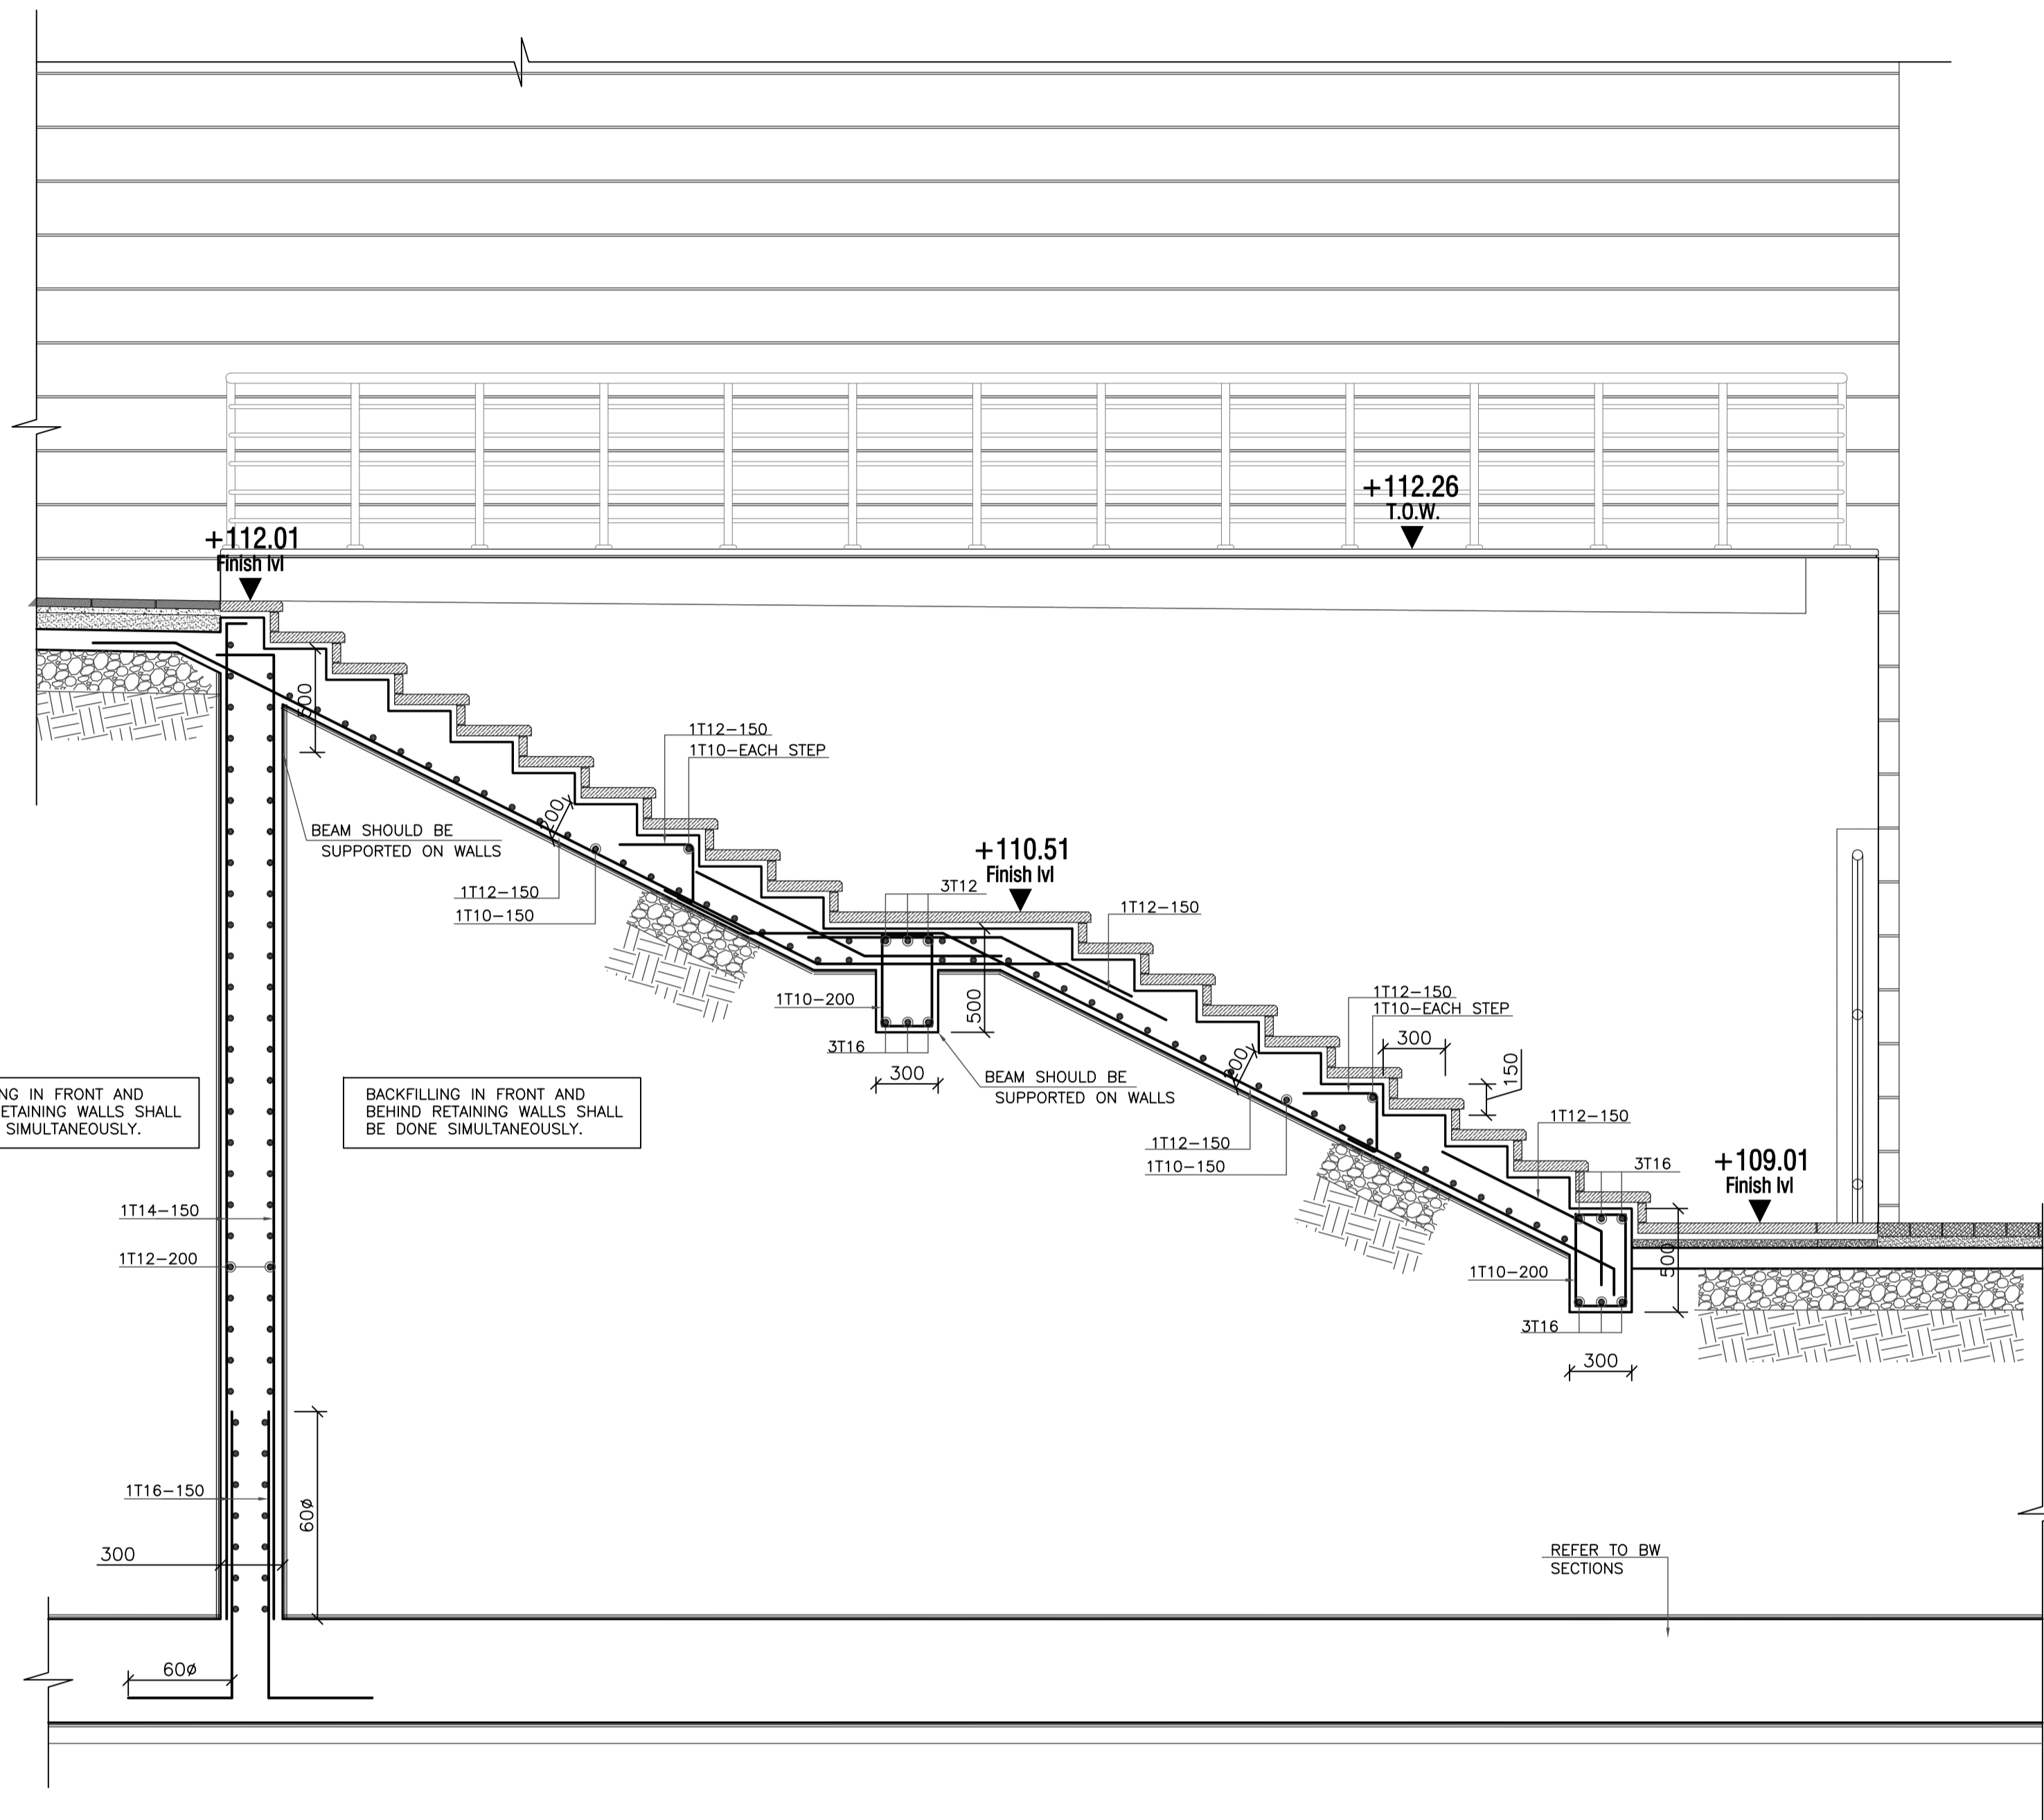 +112.26
T.O.W.
+112.01
Finish lvl
500
1T12-150
1T10-EACH STEP
200
BEAM SHOULD BE
SUPPORTED ON WALLS
1T12-150
1T10-150
+110.51
Finish lvl
3T12
1T12-150
1T10-200
500
3T16
300
BEAM SHOULD BE
SUPPORTED ON WALLS
1T12-150
1T10-EACH STEP
300
150
200
1T12-150
1T12-150
1T10-150
3T16
+109.01
Finish lvl
500
1T10-200
3T16
300
NG IN FRONT AND
ETAINING WALLS SHALL
SIMULTANEOUSLY.
BACKFILLING IN FRONT AND
BEHIND RETAINING WALLS SHALL
BE DONE SIMULTANEOUSLY.
1T14-150
1T12-200
1T16-150
60ø
300
REFER TO BW
SECTIONS
60ø